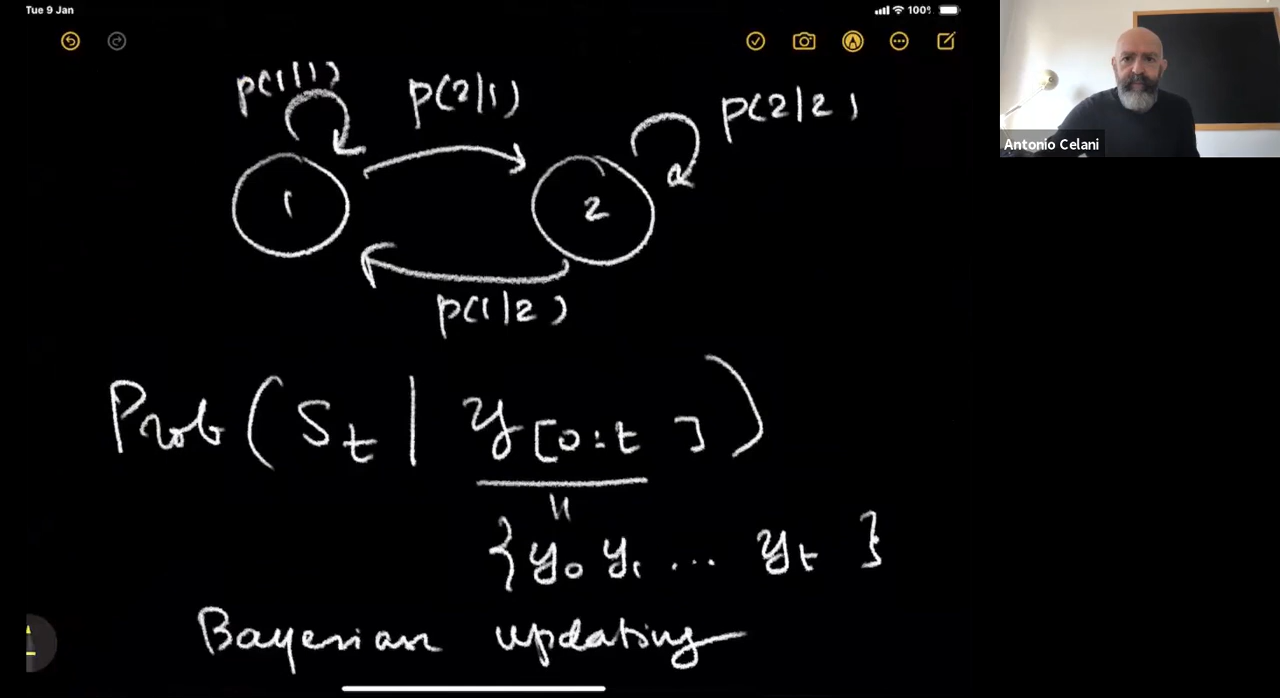 Tue 9 Jan 100%
p(1|1) p(2|1) p(2|2)
Antonio Celani
1 2
p(1|2)
Prob(St | y[0:t])
{y0 y1 ... yt}
Bayesian updating